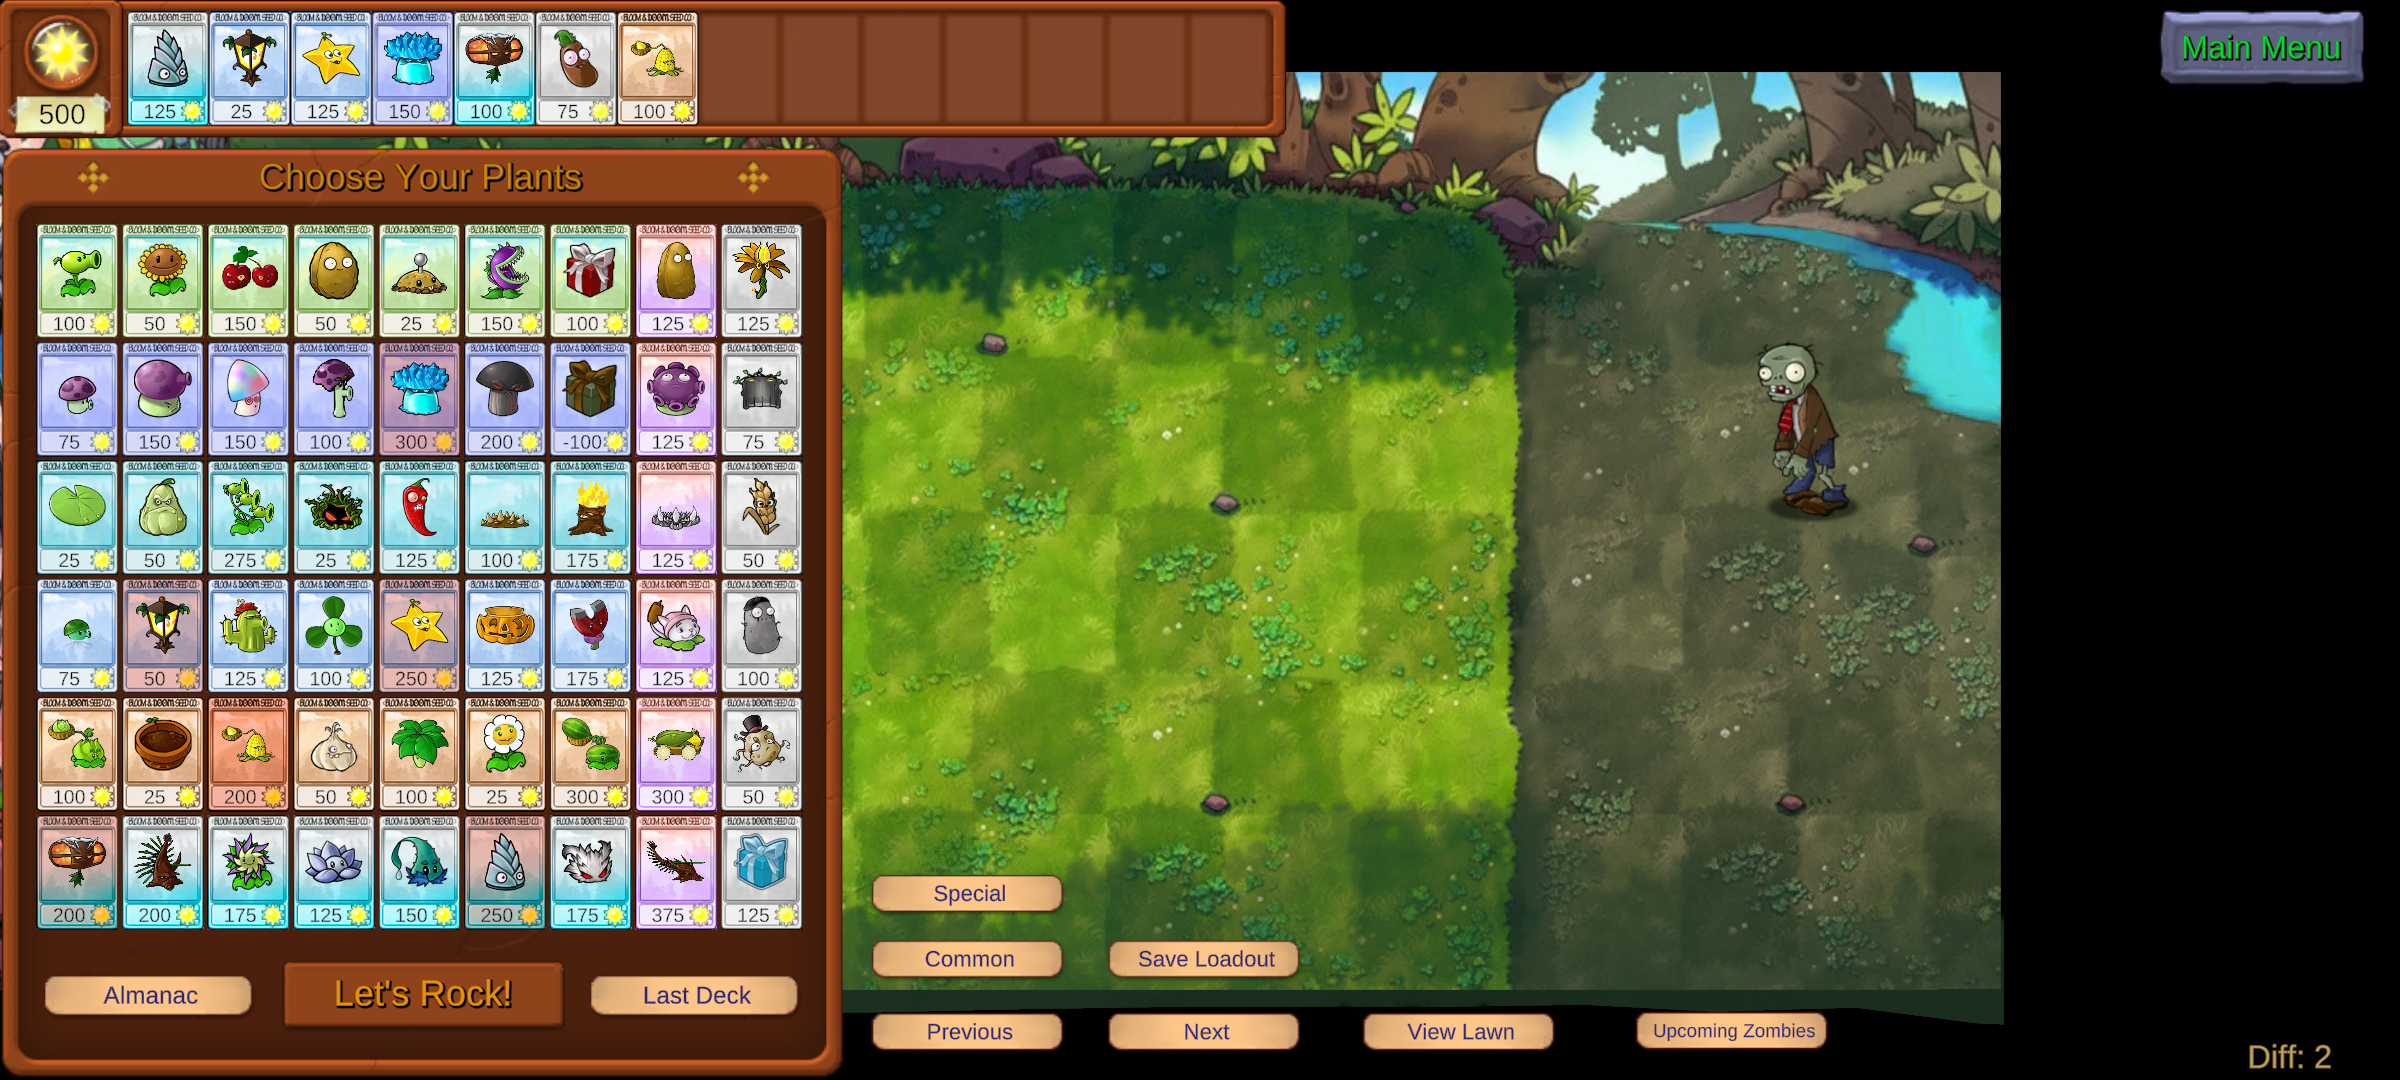 Main Menu
500
125 25 125 150 100 75 100
Choose Your Plants
100 50 150 50 25 150 100 125 125
75 150 150 100 300 200 -100 125 75
25 50 275 25 125 100 175 125 50
75 50 125 100 250 125 175 125 100
100 25 200 50 100 25 300 300 50
200 200 175 125 150 250 175 375 125
Special
Common
Save Loadout
Almanac
Let's Rock!
Last Deck
Previous
Next
View Lawn
Upcoming Zombies
Diff: 2